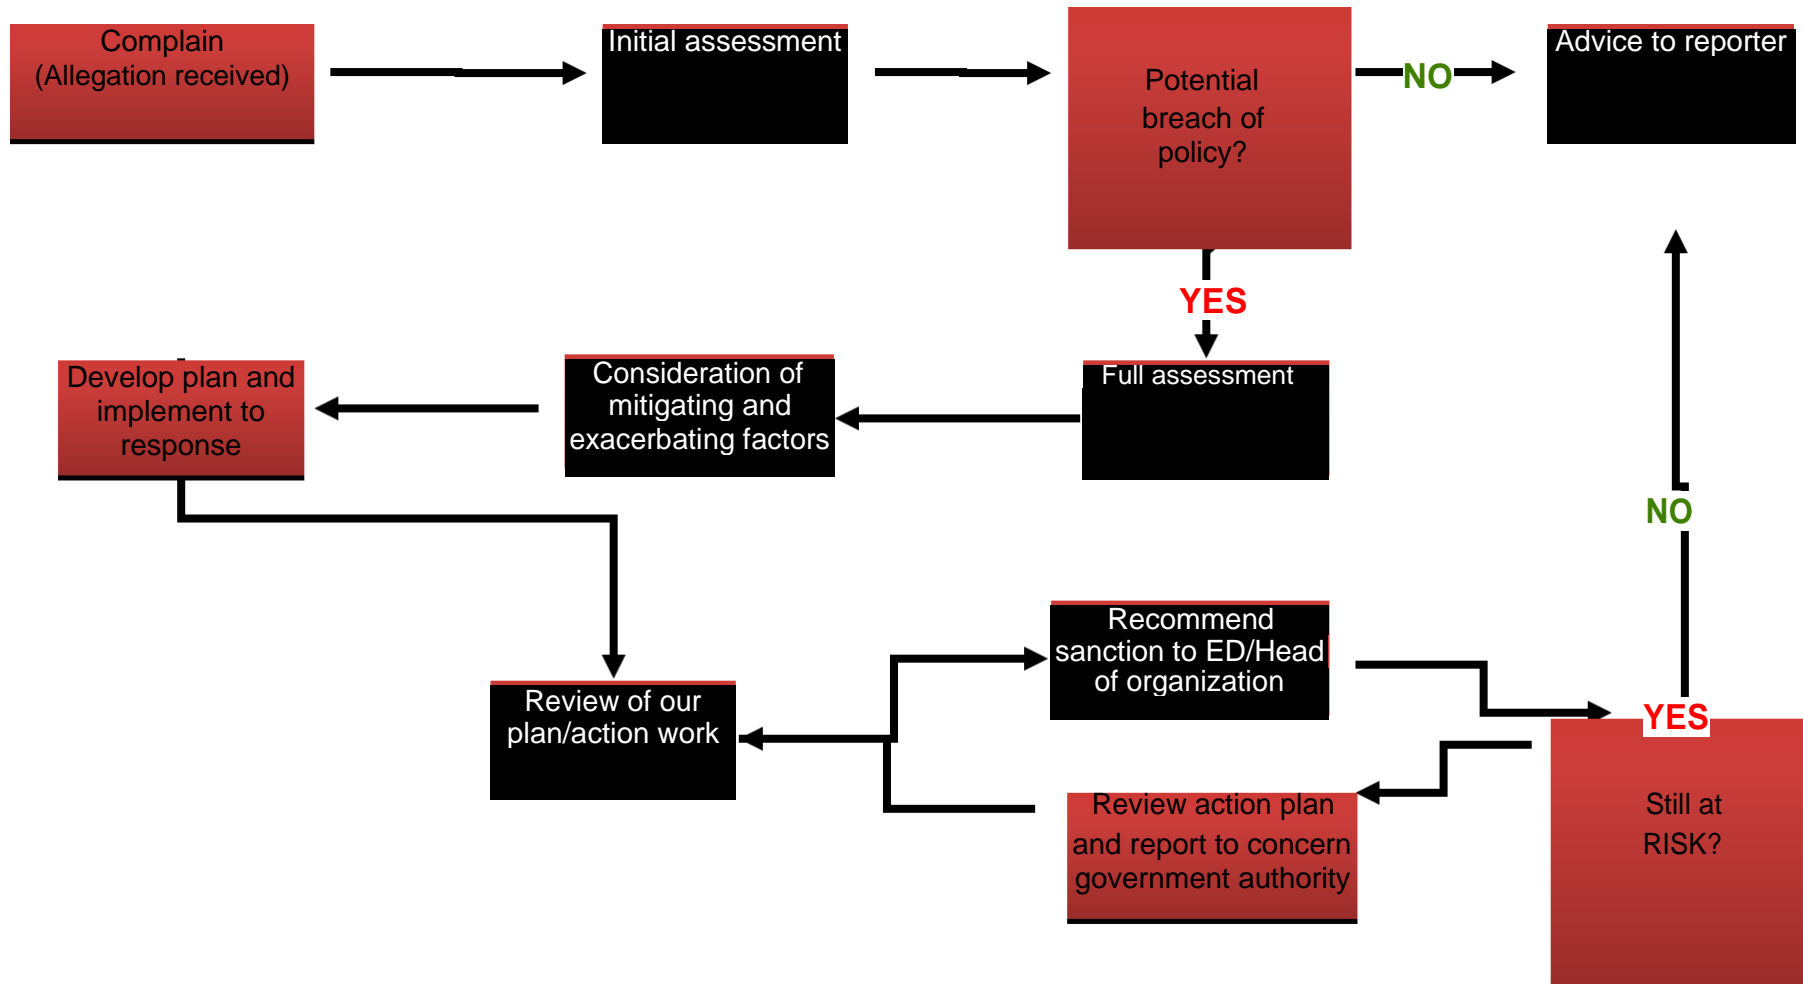 Complain
(Allegation received)
Initial assessment
Potential
breach of
policy?
NO
Advice to reporter
YES
Develop plan and
implement to
response
Consideration of
mitigating and
exacerbating factors
Full assessment
NO
Recommend
sanction to ED/Head
of organization
Review of our
plan/action work
YES
Review action plan
and report to concern
government authority
Still at
RISK?